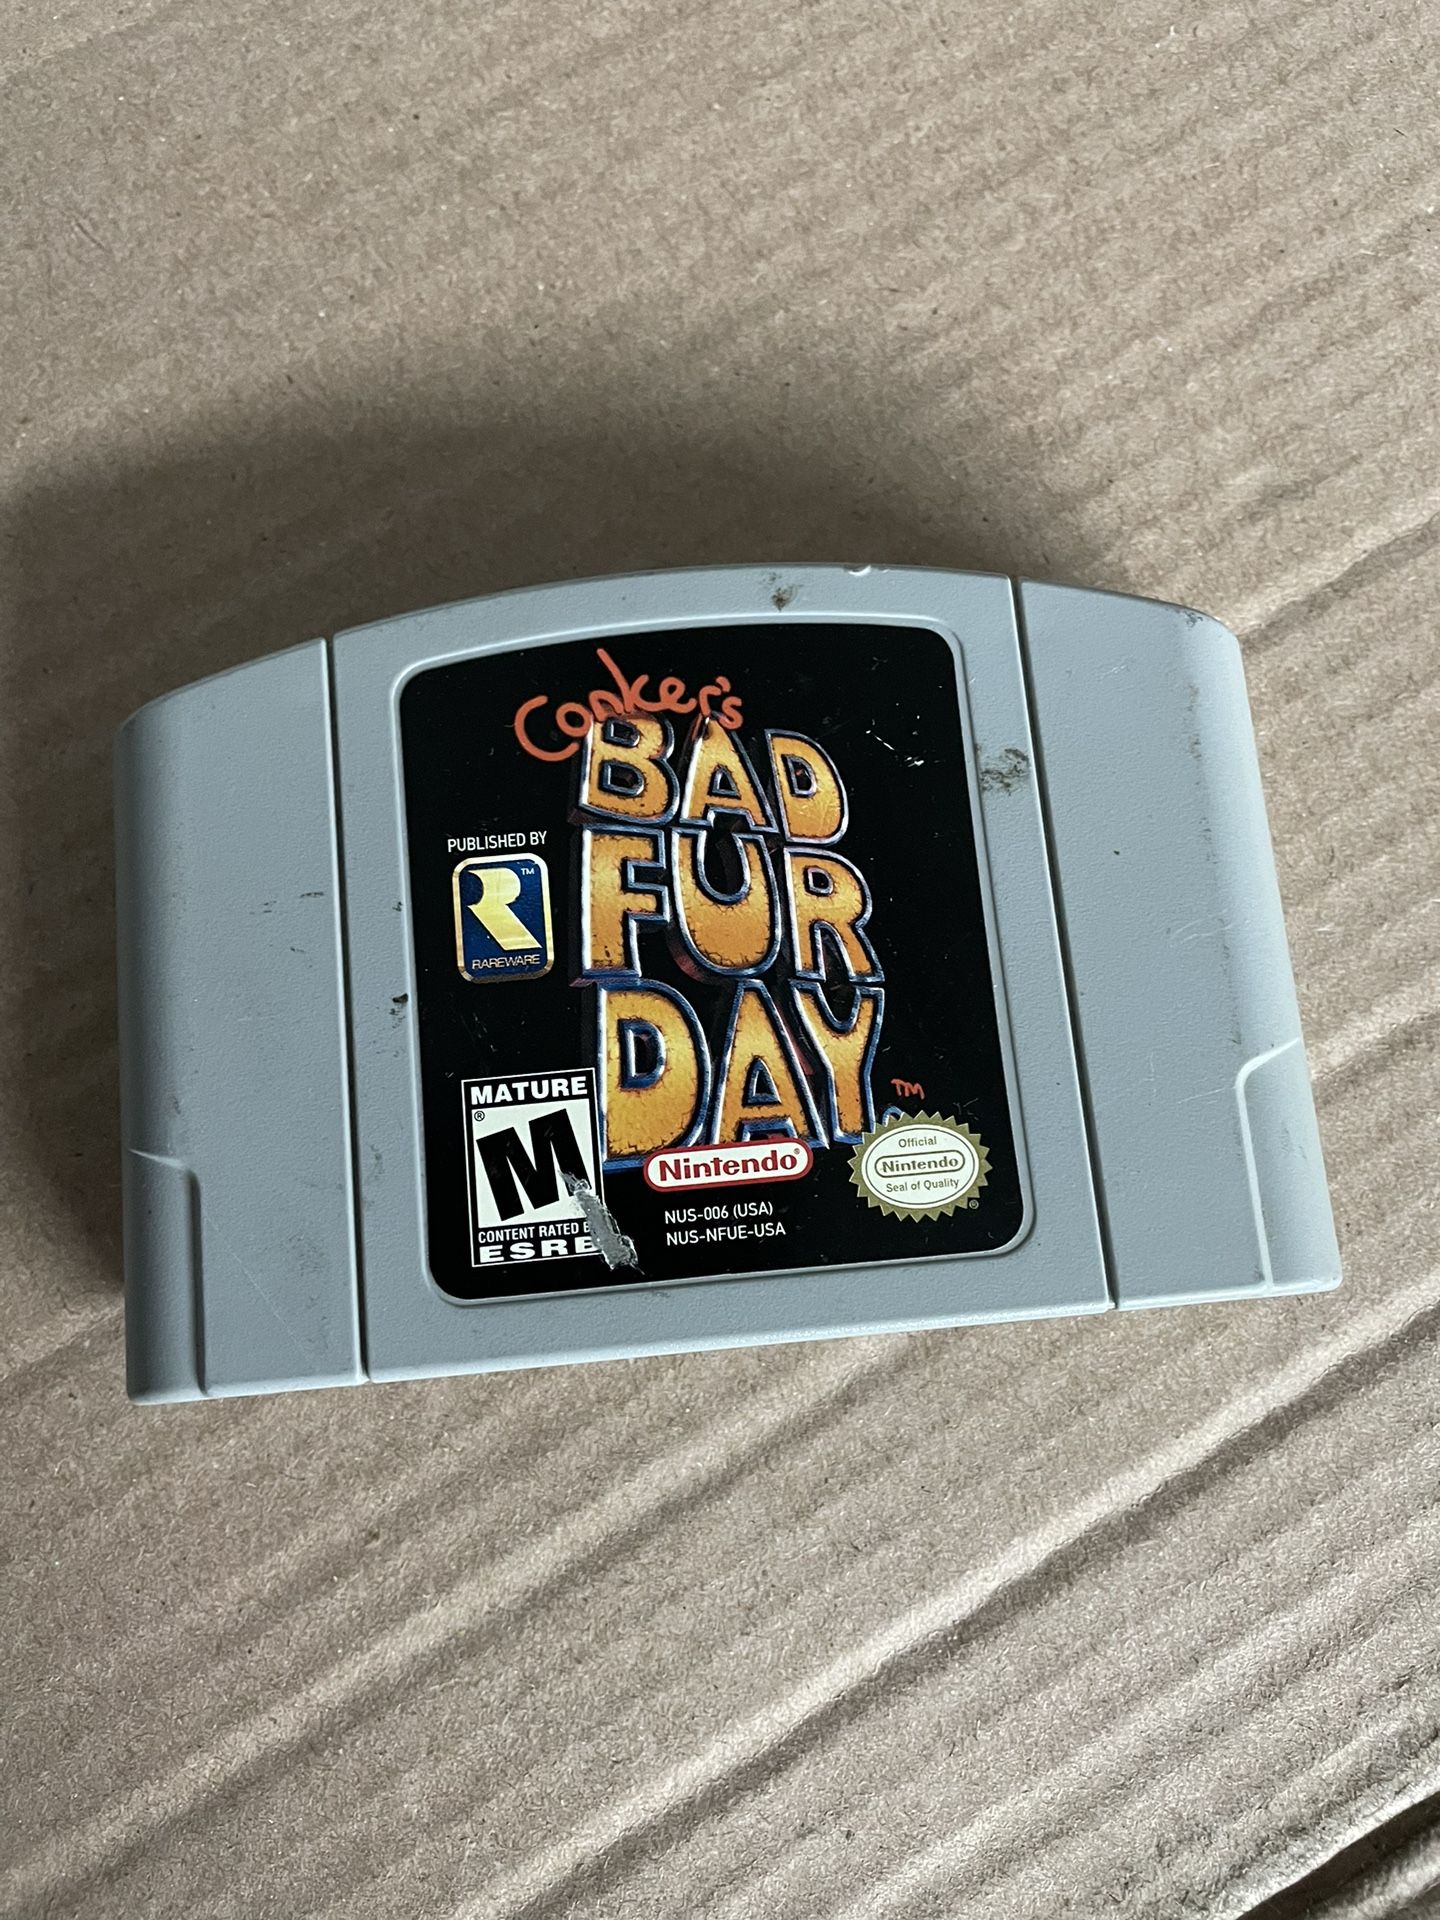 Conker's
BAD
FUR
DAY
™
PUBLISHED BY
R ™
RAREWARE
MATURE
®
M
CONTENT RATED
ESRB
Nintendo®
NUS-006 (USA)
NUS-NFUE-USA
Official
Nintendo
Seal of Quality
®